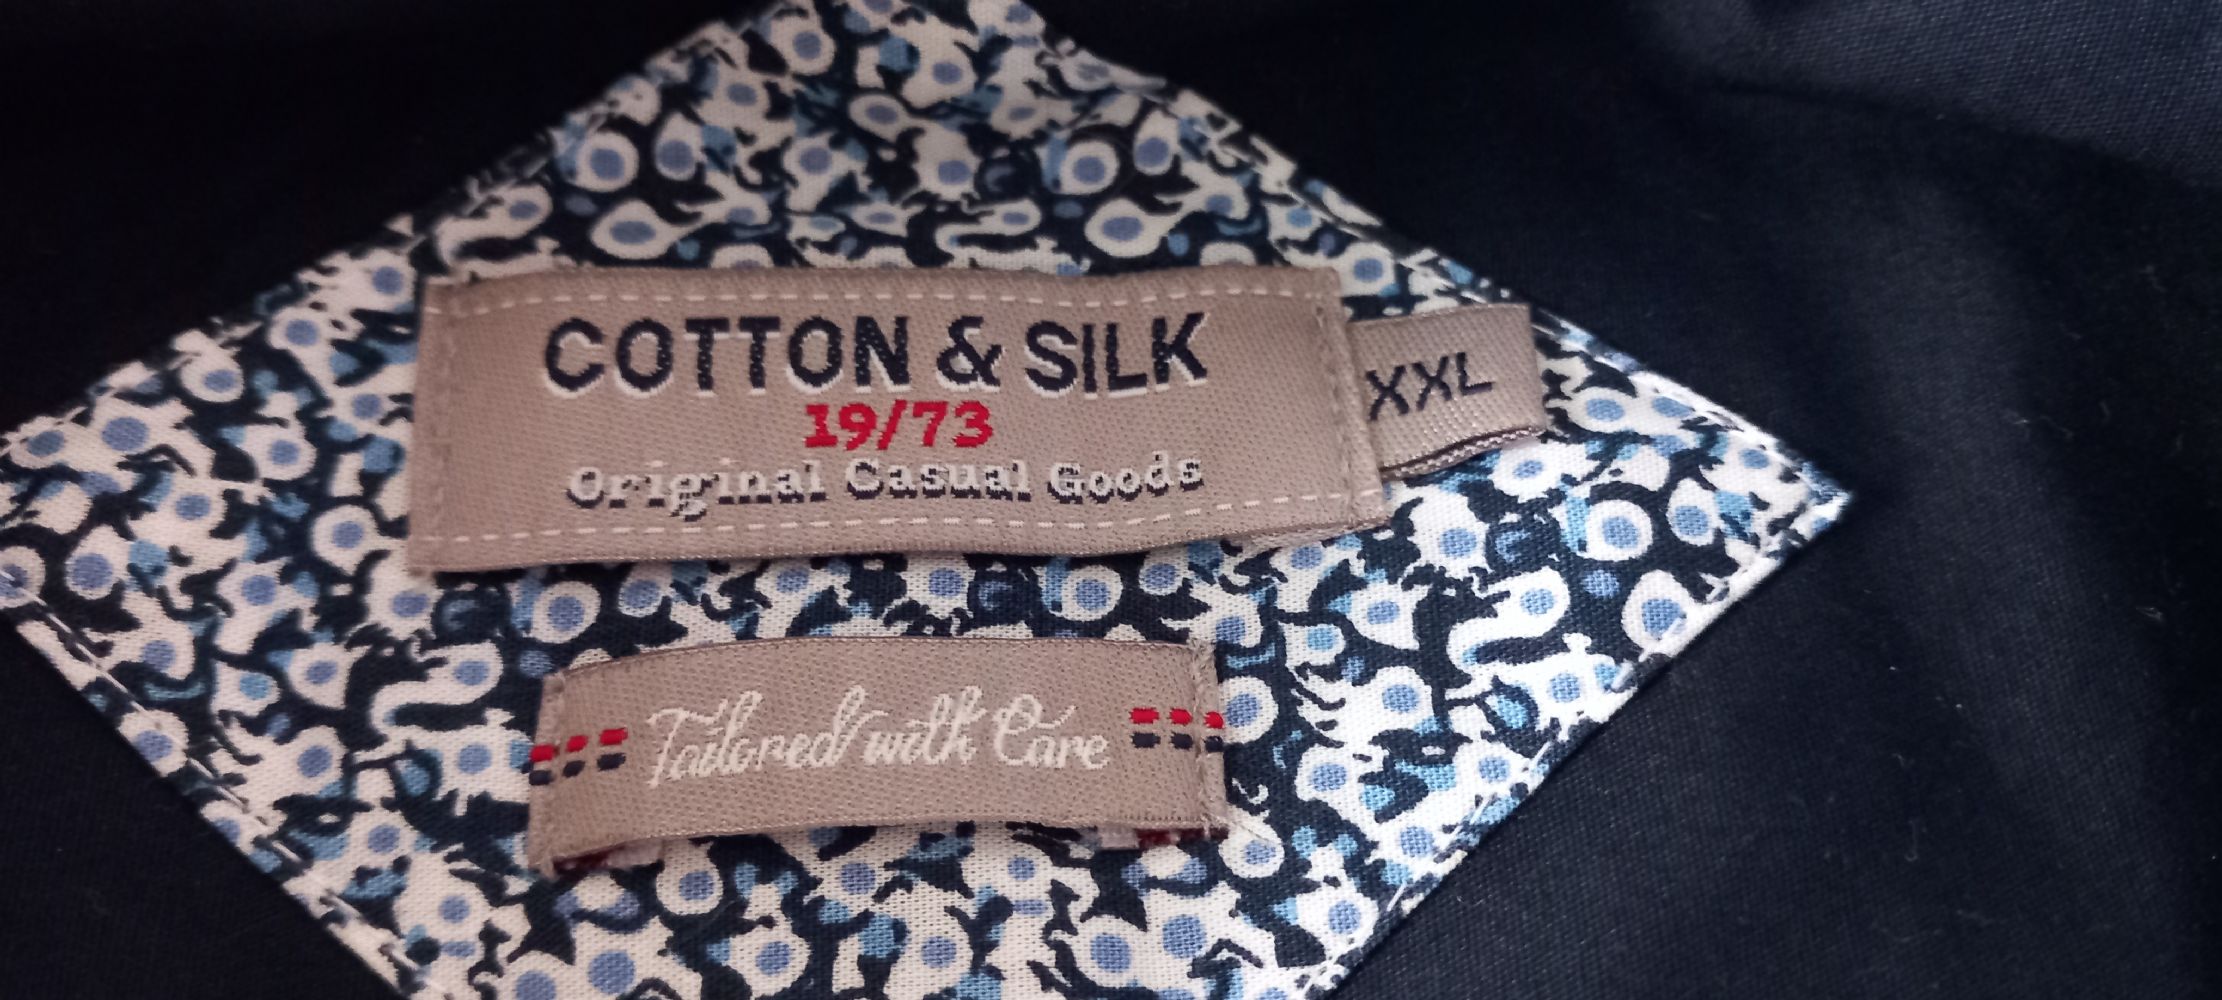 COTTON & SILK
19/73
Original Casual Goods
XXL
Tailored with Care